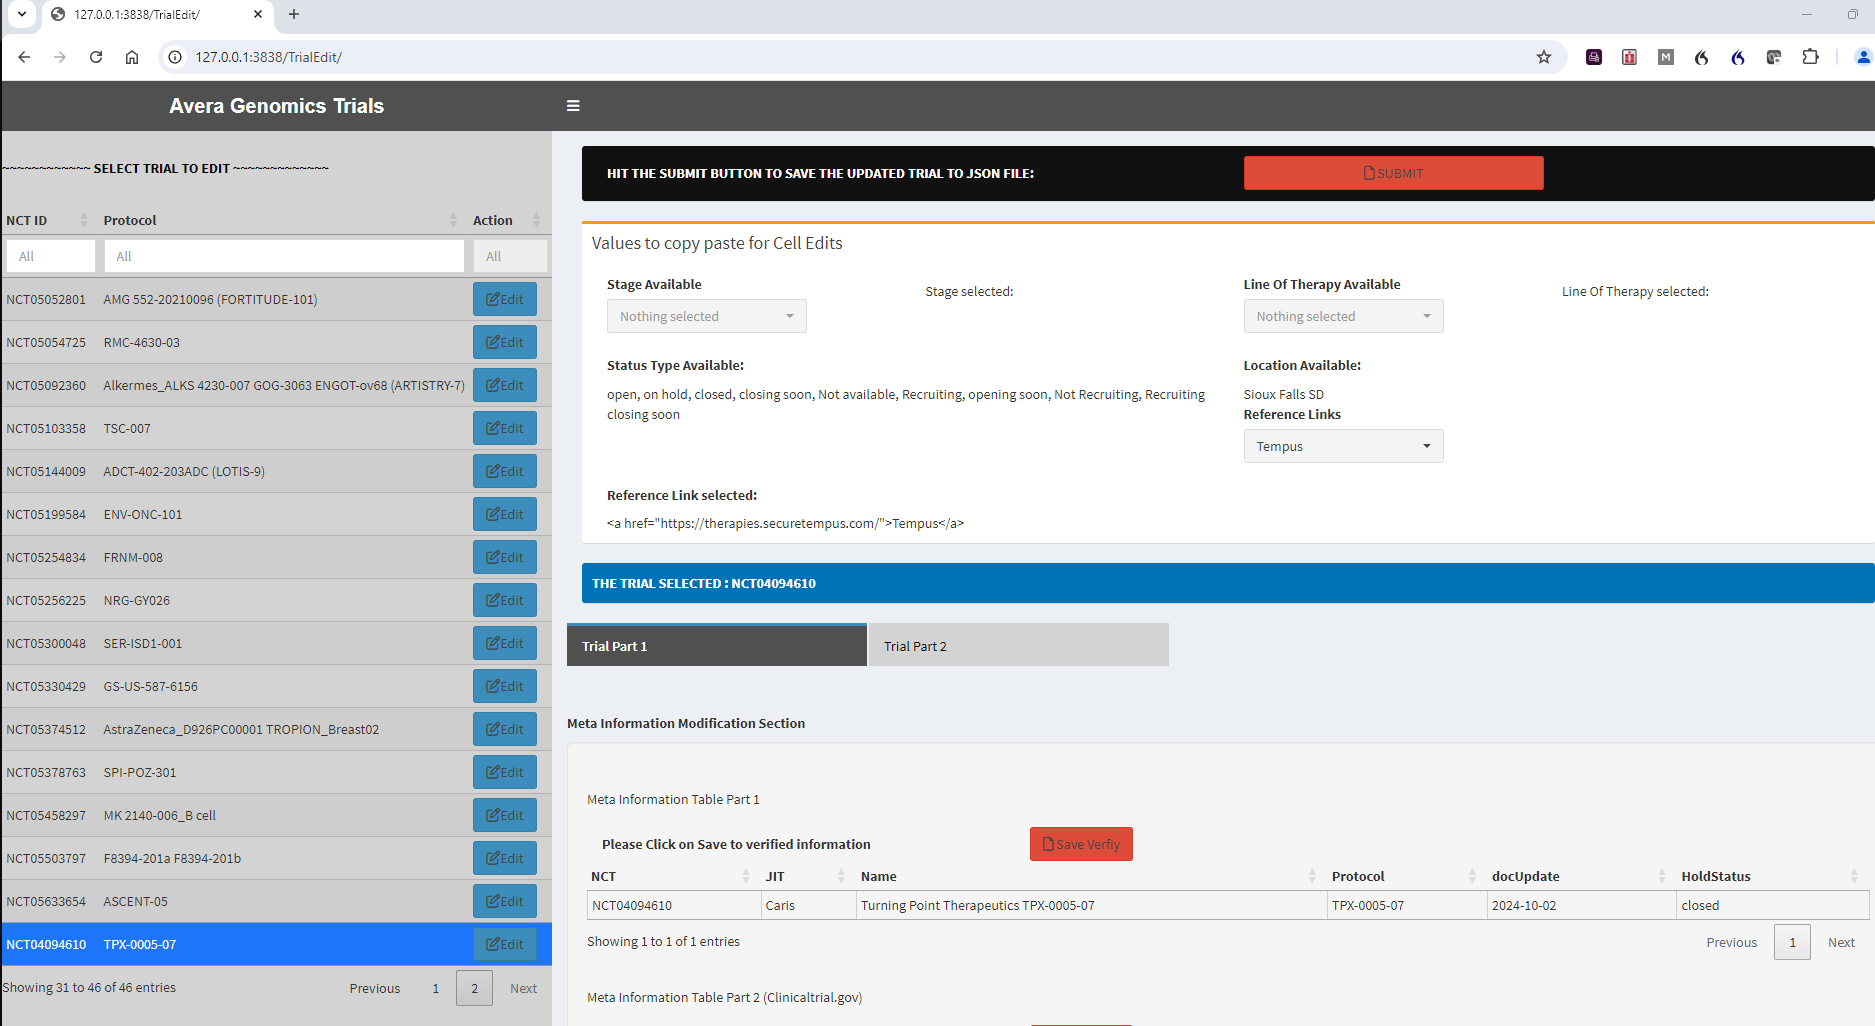 127.0.0.1:3838/TrialEdit/
127.0.0.1:3838/TrialEdit/
Avera Genomics Trials
~~~~~~~~~~~~ SELECT TRIAL TO EDIT ~~~~~~~~~~~~~
NCT ID Protocol Action
All All All
NCT05052801 AMG 552-20210096 (FORTITUDE-101) Edit
NCT05054725 RMC-4630-03 Edit
NCT05092360 Alkermes_ALKS 4230-007 GOG-3063 ENGOT-ov68 (ARTISTRY-7) Edit
NCT05103358 TSC-007 Edit
NCT05144009 ADCT-402-203ADC (LOTIS-9) Edit
NCT05199584 ENV-ONC-101 Edit
NCT05254834 FRNM-008 Edit
NCT05256225 NRG-GY026 Edit
NCT05300048 SER-ISD1-001 Edit
NCT05330429 GS-US-587-6156 Edit
NCT05374512 AstraZeneca_D926PC00001 TROPION_Breast02 Edit
NCT05378763 SPI-POZ-301 Edit
NCT05458297 MK 2140-006_B cell Edit
NCT05503797 F8394-201a F8394-201b Edit
NCT05633654 ASCENT-05 Edit
NCT04094610 TPX-0005-07 Edit
Showing 31 to 46 of 46 entries Previous 1 2 Next
HIT THE SUBMIT BUTTON TO SAVE THE UPDATED TRIAL TO JSON FILE: SUBMIT
Values to copy paste for Cell Edits
Stage Available Stage selected: Line Of Therapy Available Line Of Therapy selected:
Nothing selected Nothing selected
Status Type Available: Location Available:
open, on hold, closed, closing soon, Not available, Recruiting, opening soon, Not Recruiting, Recruiting Sioux Falls SD
closing soon Reference Links
Tempus
Reference Link selected:
<a href="https://therapies.securetempus.com/">Tempus</a>
THE TRIAL SELECTED : NCT04094610
Trial Part 1 Trial Part 2
Meta Information Modification Section
Meta Information Table Part 1
Please Click on Save to verified information Save Verfiy
NCT JIT Name Protocol docUpdate HoldStatus
NCT04094610 Caris Turning Point Therapeutics TPX-0005-07 TPX-0005-07 2024-10-02 closed
Showing 1 to 1 of 1 entries Previous 1 Next
Meta Information Table Part 2 (Clinicaltrial.gov)